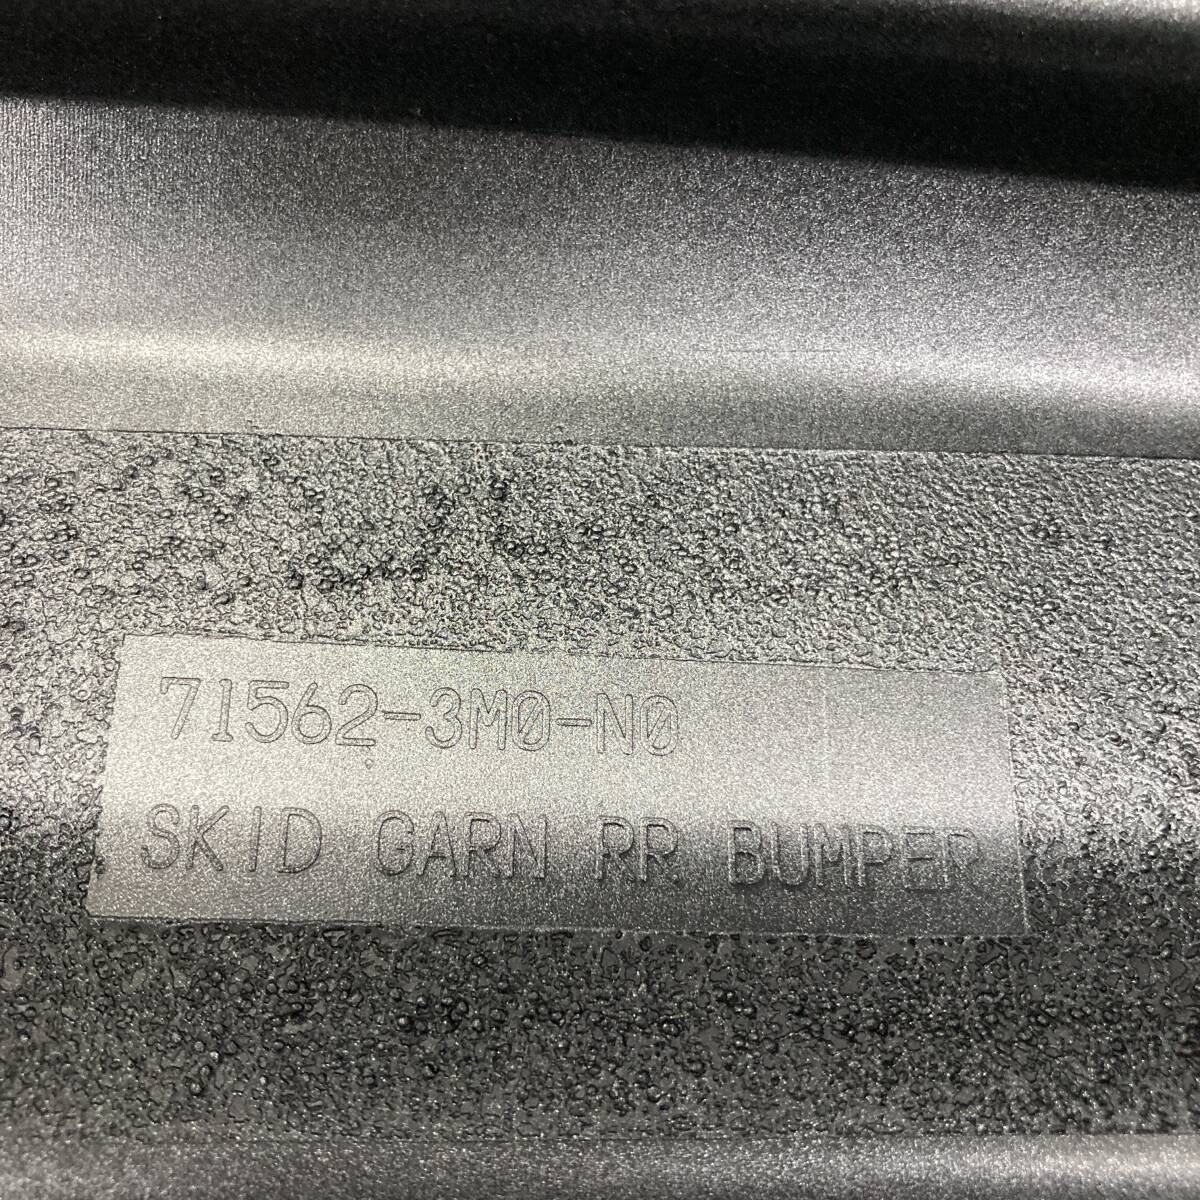 71562-3M0-N0
SKID GARN RR BUMPER